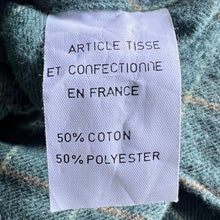 ARTICLE TISSE
ET CONFECTIONNE
EN FRANCE
50% COTON
50% POLYESTER